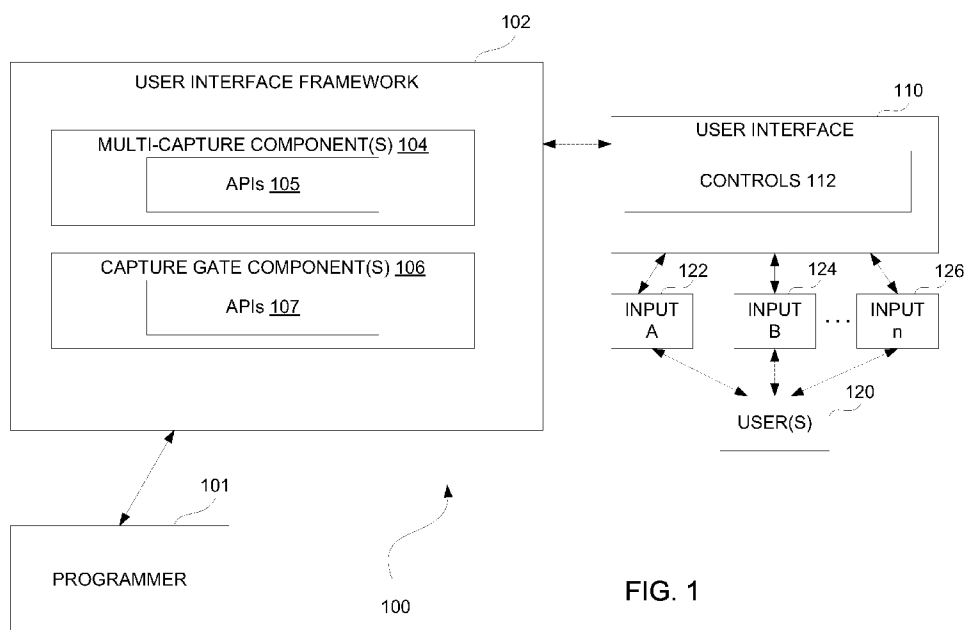 102
USER INTERFACE FRAMEWORK
MULTI-CAPTURE COMPONENT(S) 104
APIs 105
CAPTURE GATE COMPONENT(S) 106
APIs 107
110
USER INTERFACE
CONTROLS 112
122
124
126
INPUT
A
INPUT
B
...
INPUT
n
120
USER(S)
101
PROGRAMMER
100
FIG. 1